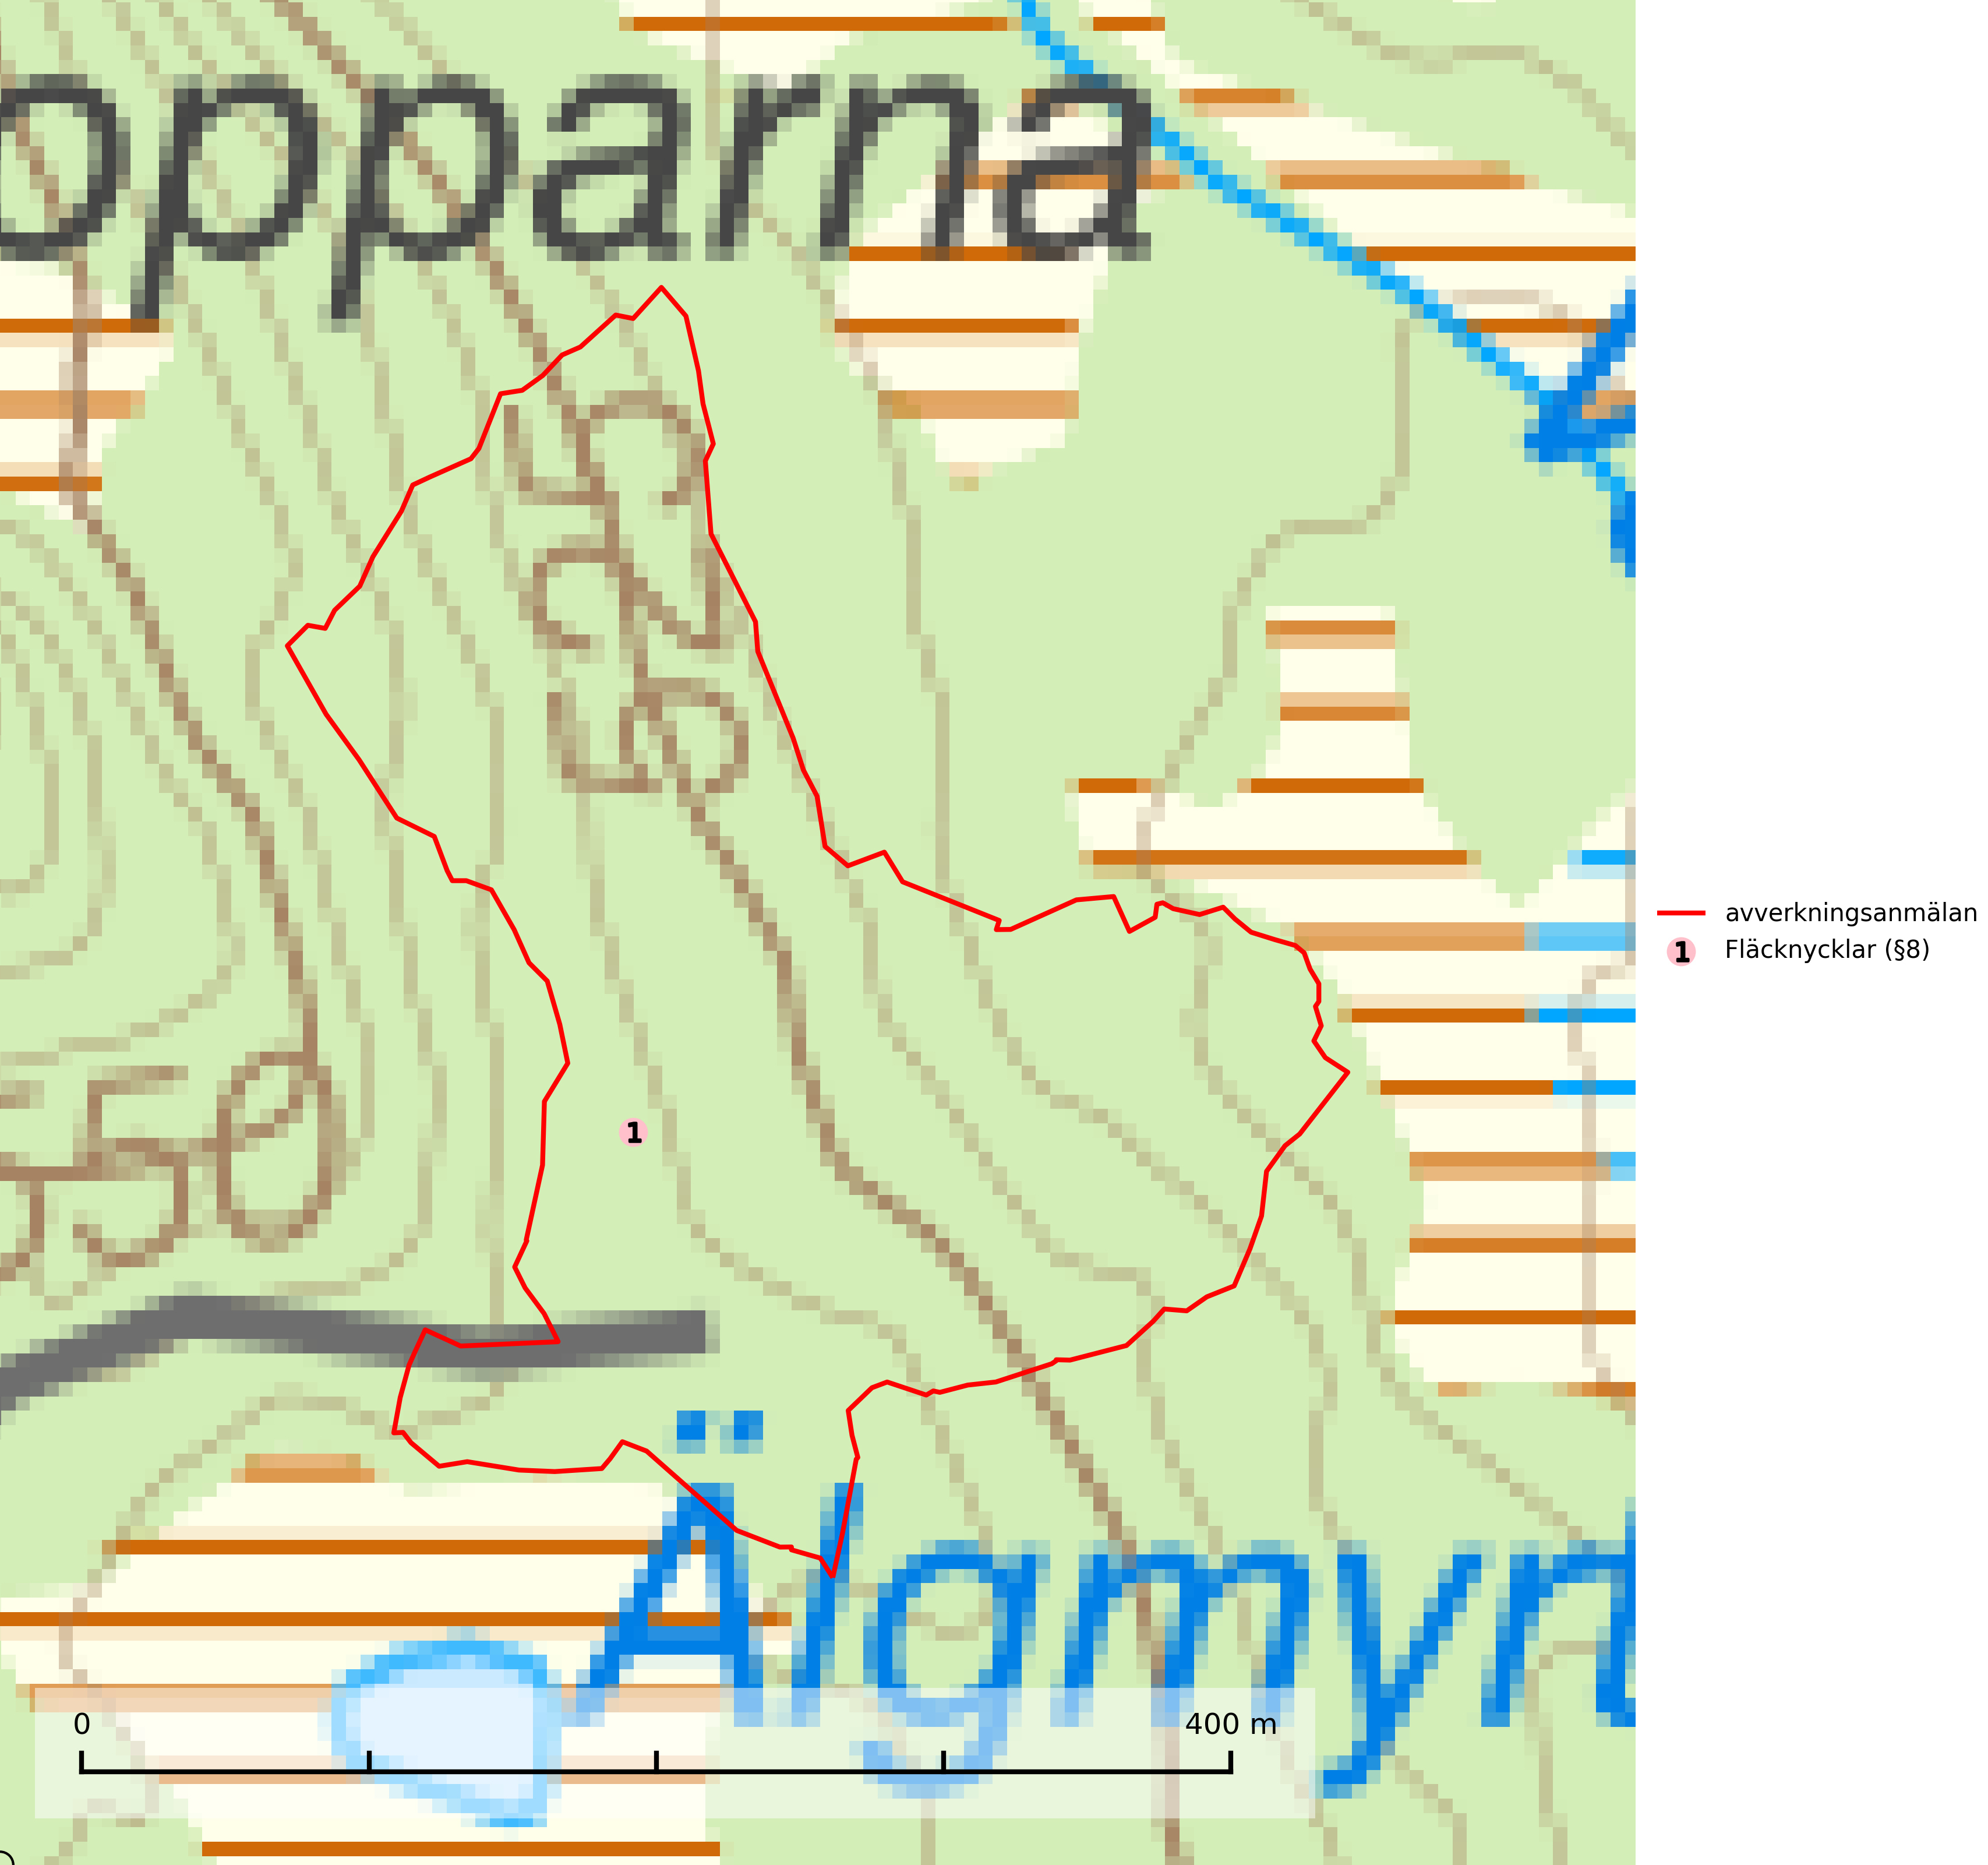 opparna
1
Älgmyr
0
400 m
avverkningsanmälan
1
Fläcknycklar (§8)